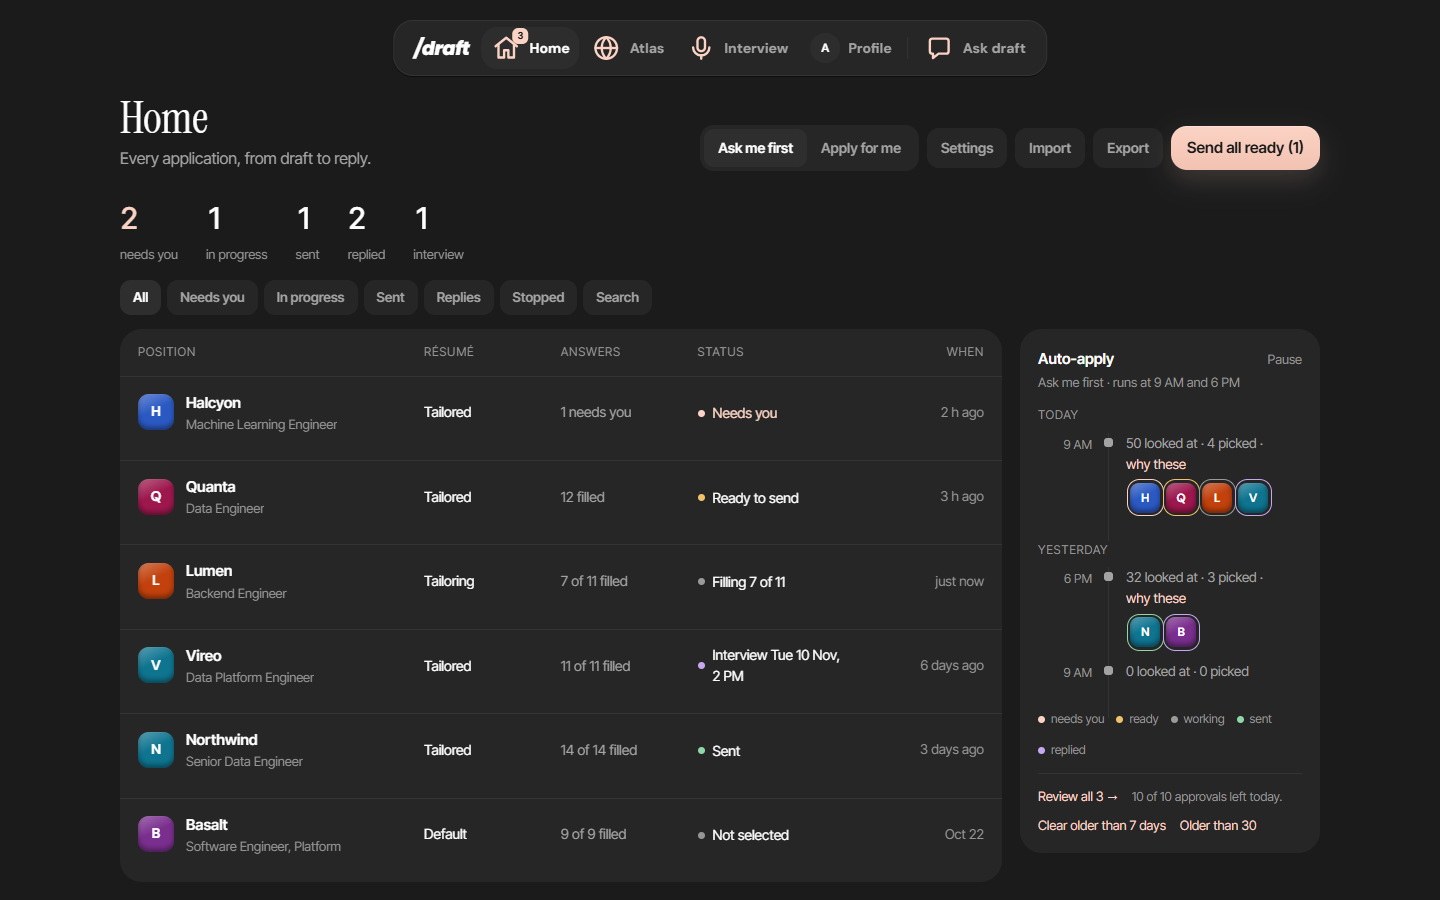 /draft
3
Home
Atlas
Interview
A
Profile
Ask draft
Home
Every application, from draft to reply.
Ask me first
Apply for me
Settings
Import
Export
Send all ready (1)
2
needs you
1
in progress
1
sent
2
replied
1
interview
All
Needs you
In progress
Sent
Replies
Stopped
Search
POSITION
RÉSUMÉ
ANSWERS
STATUS
WHEN
H
Halcyon
Machine Learning Engineer
Tailored
1 needs you
Needs you
2 h ago
Q
Quanta
Data Engineer
Tailored
12 filled
Ready to send
3 h ago
L
Lumen
Backend Engineer
Tailoring
7 of 11 filled
Filling 7 of 11
just now
V
Vireo
Data Platform Engineer
Tailored
11 of 11 filled
Interview Tue 10 Nov,
2 PM
6 days ago
N
Northwind
Senior Data Engineer
Tailored
14 of 14 filled
Sent
3 days ago
B
Basalt
Software Engineer, Platform
Default
9 of 9 filled
Not selected
Oct 22
Auto-apply
Pause
Ask me first · runs at 9 AM and 6 PM
TODAY
9 AM
50 looked at · 4 picked ·
why these
H
Q
L
V
YESTERDAY
6 PM
32 looked at · 3 picked ·
why these
N
B
9 AM
0 looked at · 0 picked
needs you
ready
working
sent
replied
Review all 3 →
10 of 10 approvals left today.
Clear older than 7 days
Older than 30